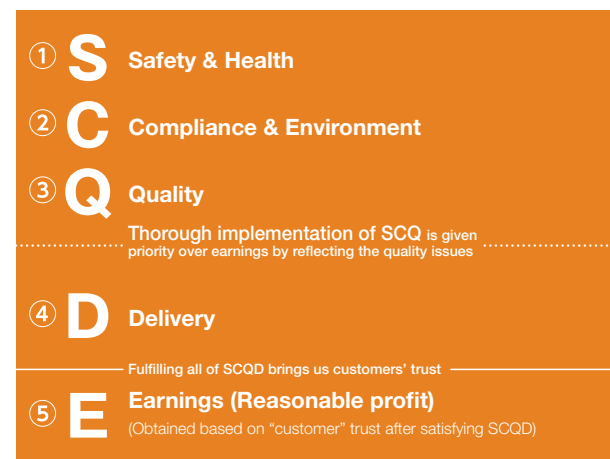 ① S Safety & Health
② C Compliance & Environment
③ Q Quality
Thorough implementation of SCQ is given
priority over earnings by reflecting the quality issues
④ D Delivery
Fulfilling all of SCQD brings us customers' trust
⑤ E Earnings (Reasonable profit)
(Obtained based on “customer” trust after satisfying SCQD)